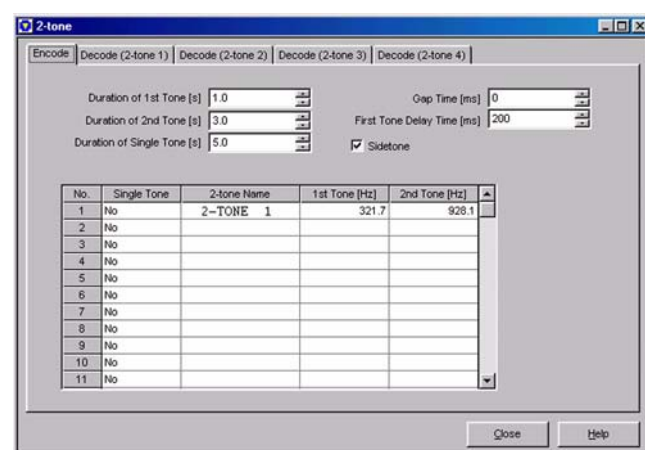 2-tone
Encode Decode (2-tone 1) Decode (2-tone 2) Decode (2-tone 3) Decode (2-tone 4)
Duration of 1st Tone [s] 1.0 Gap Time [ms] 0
Duration of 2nd Tone [s] 3.0 First Tone Delay Time [ms] 200
Duration of Single Tone [s] 5.0 Sidetone
No. Single Tone 2-tone Name 1st Tone [Hz] 2nd Tone [Hz]
1 No 2-TONE 1 321.7 928.1
2 No
3 No
4 No
5 No
6 No
7 No
8 No
9 No
10 No
11 No
Close Help